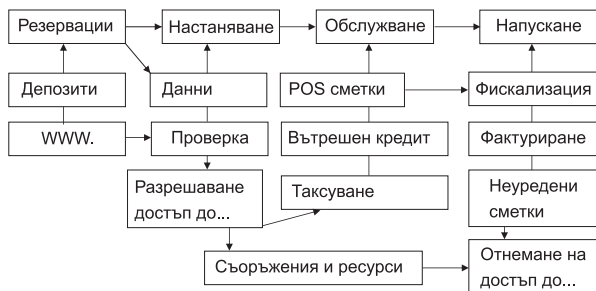 Резервации
Настаняване
Обслужване
Напускане
Депозити
Данни
POS сметки
Фискализация
WWW.
Проверка
Вътрешен кредит
Фактуриране
Разрешаване
достъп до...
Таксуване
Неуредени
сметки
Съоръжения и ресурси
Отнемане на
достъп до...